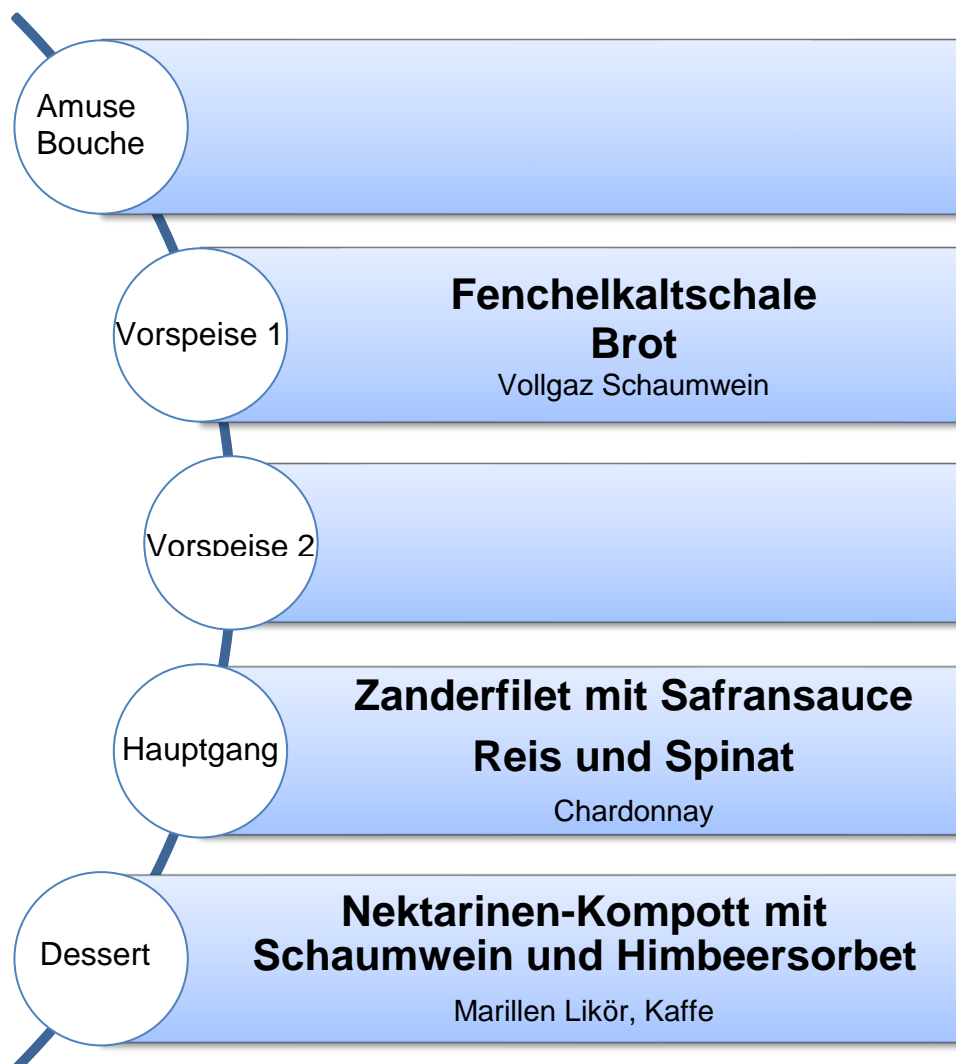 Amuse
Bouche
Vorspeise 1
Fenchelkaltschale
Brot
Vollgaz Schaumwein
Vorspeise 2
Hauptgang
Zanderfilet mit Safransauce
Reis und Spinat
Chardonnay
Dessert
Nektarinen-Kompott mit
Schaumwein und Himbeersorbet
Marillen Likör, Kaffe